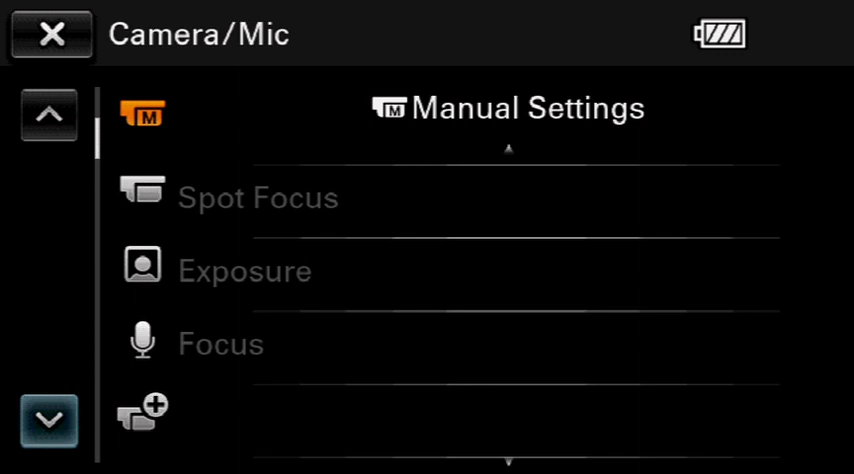 Camera/Mic
Manual Settings
Spot Focus
Exposure
Focus